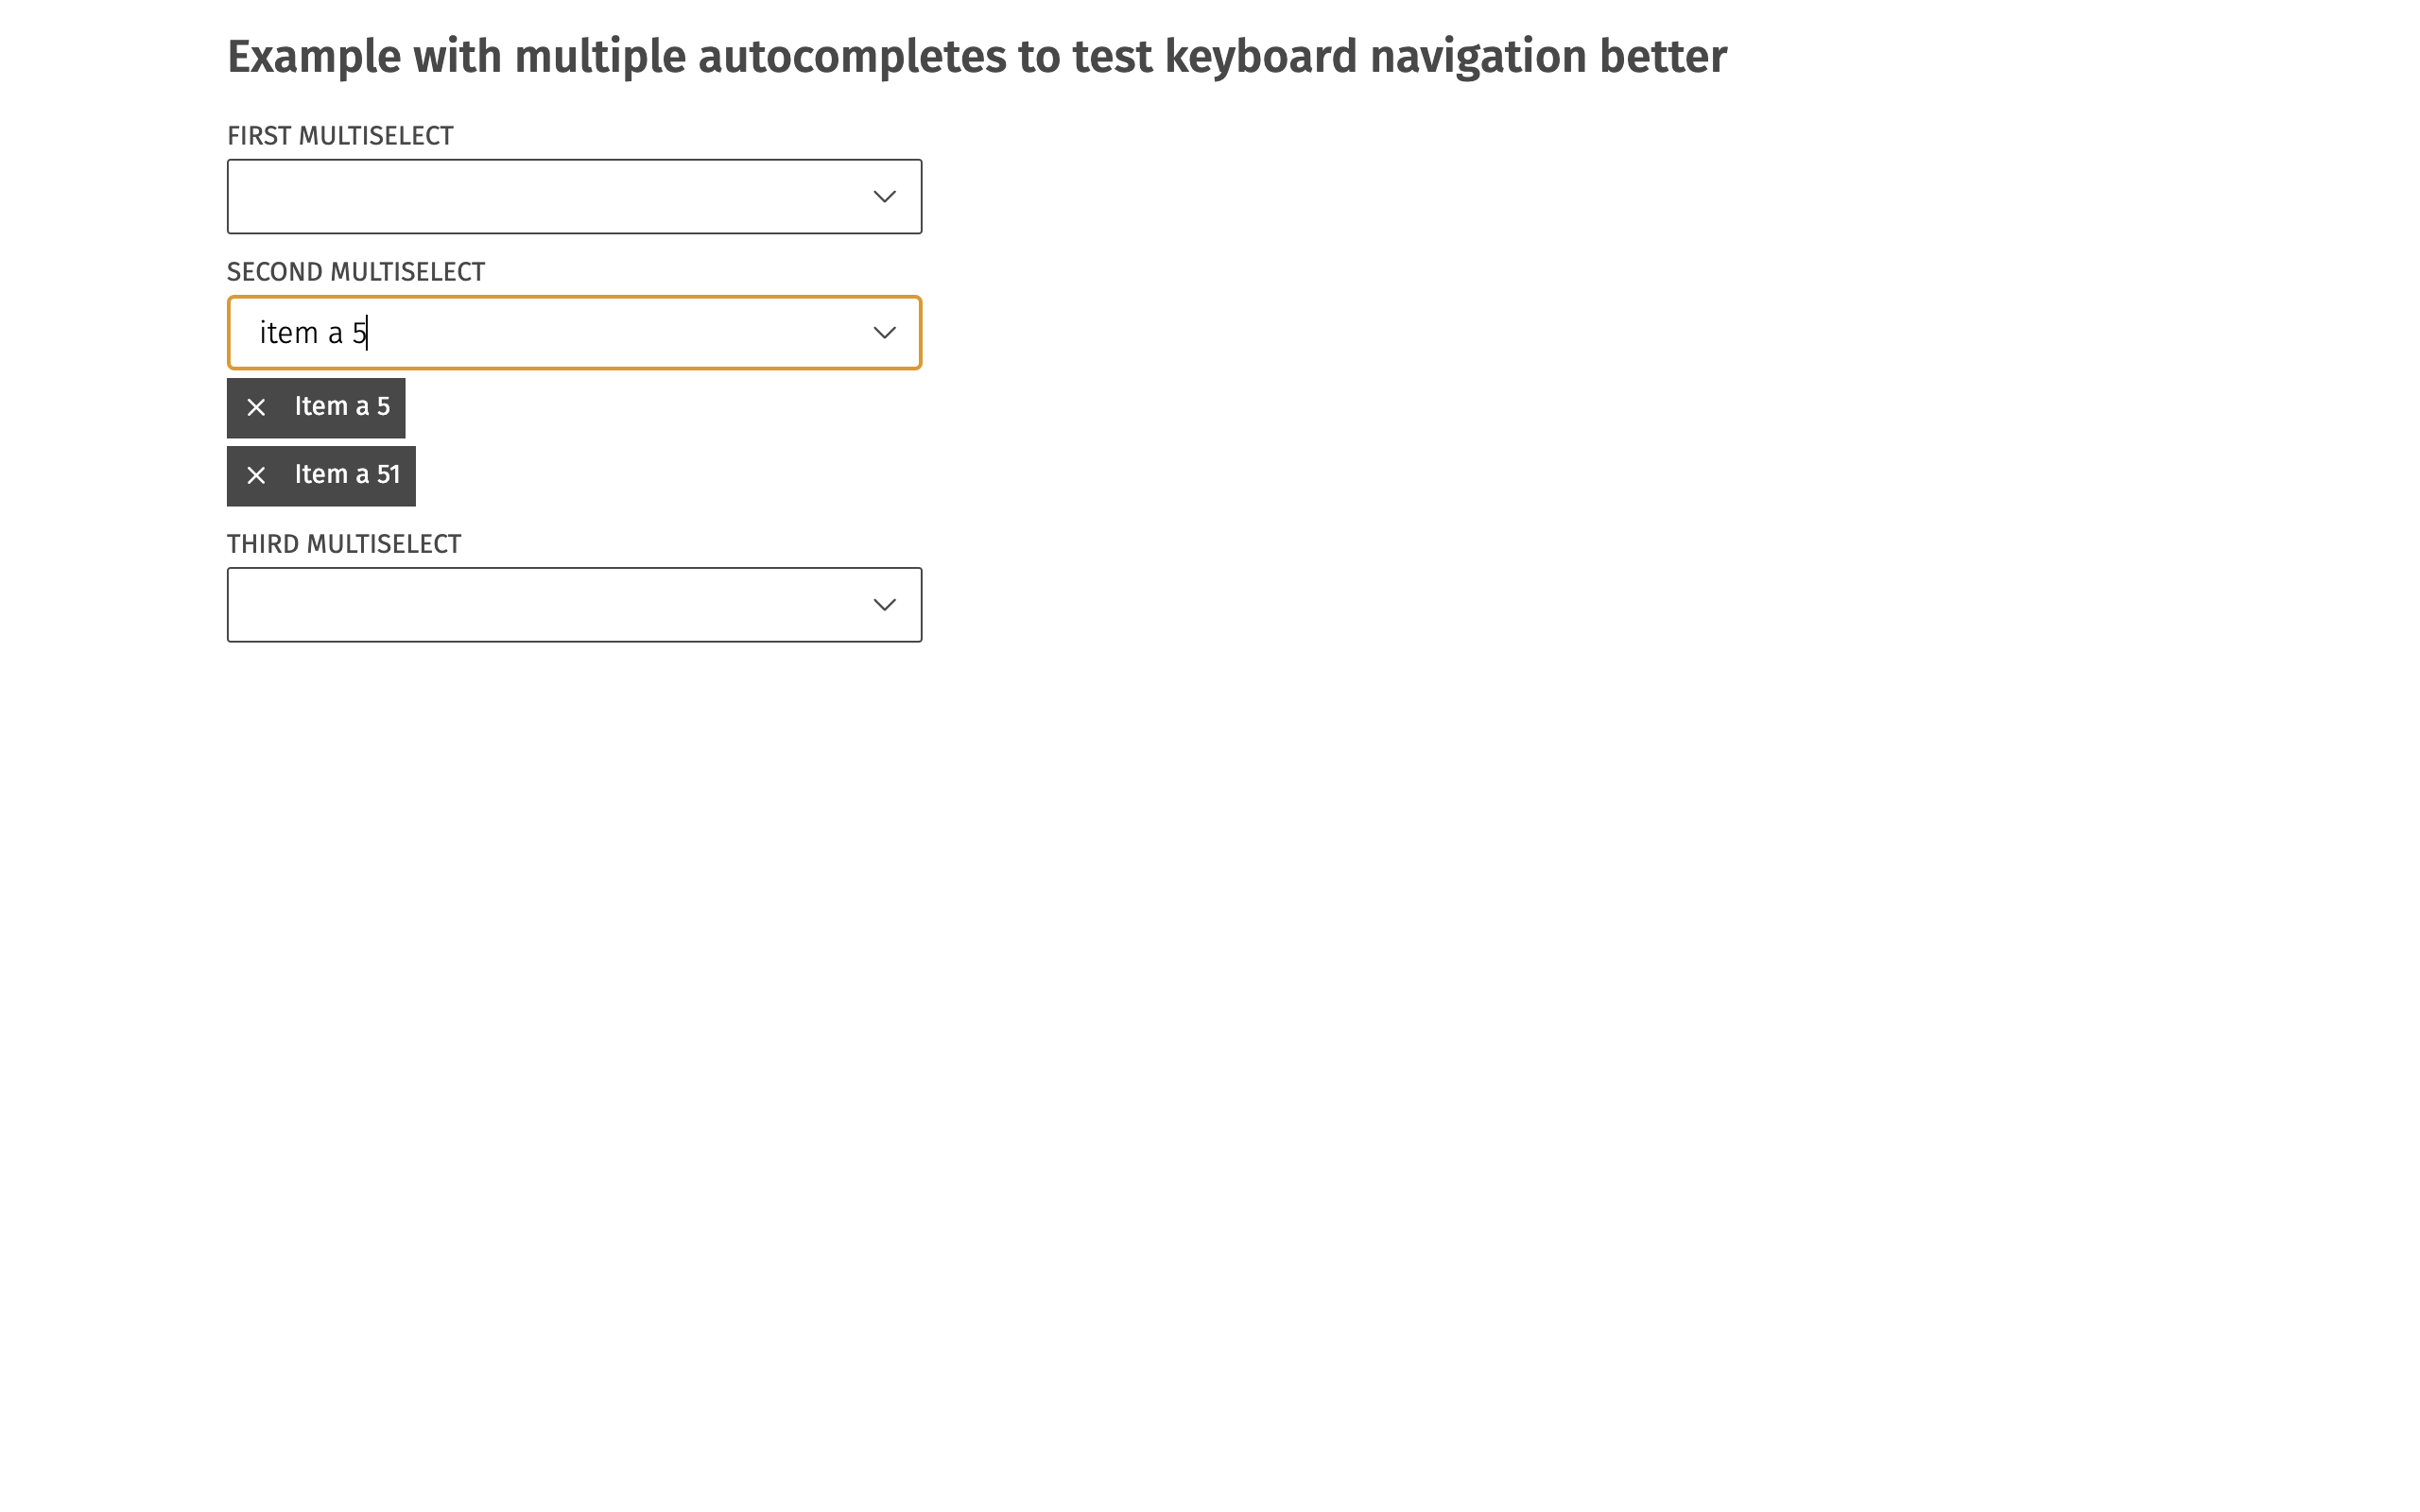 Example with multiple autocompletes to test keyboard navigation better
FIRST MULTISELECT
SECOND MULTISELECT
item a 5
Item a 5
Item a 51
THIRD MULTISELECT